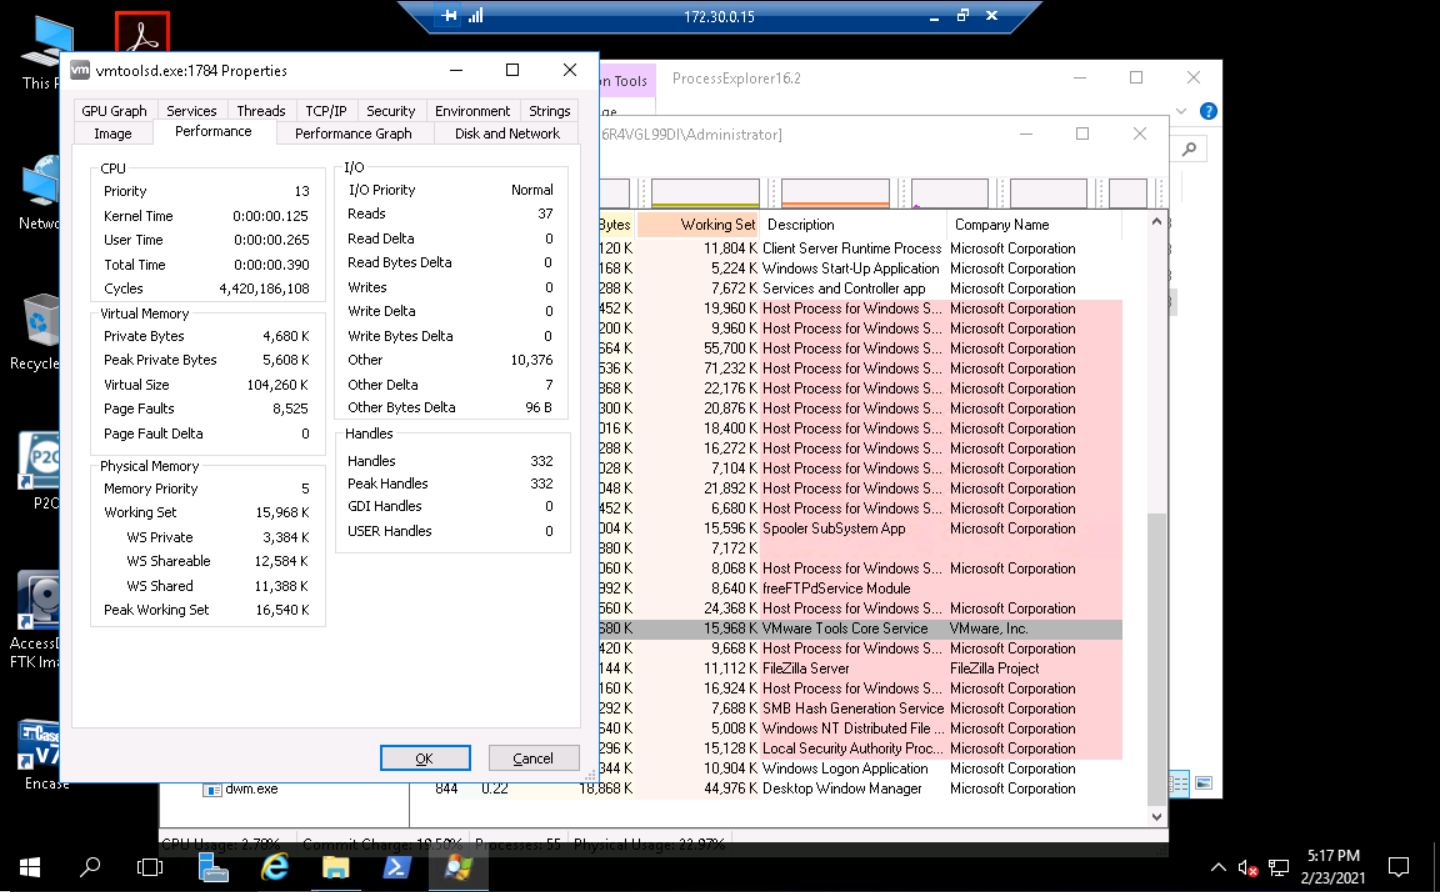 172.30.0.15
This P
vmtoolsd.exe:1784 Properties
GPU Graph Services Threads TCP/IP Security Environment Strings
Image Performance Performance Graph Disk and Network
CPU
Priority 13
Kernel Time 0:00:00.125
User Time 0:00:00.265
Total Time 0:00:00.390
Cycles 4,420,186,108
Virtual Memory
Private Bytes 4,680 K
Peak Private Bytes 5,608 K
Virtual Size 104,260 K
Page Faults 8,525
Page Fault Delta 0
Physical Memory
Memory Priority 5
Working Set 15,968 K
WS Private 3,384 K
WS Shareable 12,584 K
WS Shared 11,388 K
Peak Working Set 16,540 K
I/O
I/O Priority Normal
Reads 37
Read Delta 0
Read Bytes Delta 0
Writes 0
Write Delta 0
Write Bytes Delta 0
Other 10,376
Other Delta 7
Other Bytes Delta 96 B
Handles
Handles 332
Peak Handles 332
GDI Handles 0
USER Handles 0
OK Cancel
n Tools ProcessExplorer16.2
ge
6R4VGL99DI\Administrator]
Bytes Working Set Description Company Name
120 K 11,804 K Client Server Runtime Process Microsoft Corporation
168 K 5,224 K Windows Start-Up Application Microsoft Corporation
288 K 7,672 K Services and Controller app Microsoft Corporation
452 K 19,960 K Host Process for Windows S... Microsoft Corporation
200 K 9,960 K Host Process for Windows S... Microsoft Corporation
664 K 55,700 K Host Process for Windows S... Microsoft Corporation
536 K 71,232 K Host Process for Windows S... Microsoft Corporation
868 K 22,176 K Host Process for Windows S... Microsoft Corporation
300 K 20,876 K Host Process for Windows S... Microsoft Corporation
016 K 18,400 K Host Process for Windows S... Microsoft Corporation
288 K 16,272 K Host Process for Windows S... Microsoft Corporation
028 K 7,104 K Host Process for Windows S... Microsoft Corporation
048 K 21,892 K Host Process for Windows S... Microsoft Corporation
452 K 6,680 K Host Process for Windows S... Microsoft Corporation
004 K 15,596 K Spooler SubSystem App Microsoft Corporation
880 K 7,172 K
060 K 8,068 K Host Process for Windows S... Microsoft Corporation
992 K 8,640 K freeFTPdService Module
560 K 24,368 K Host Process for Windows S... Microsoft Corporation
680 K 15,968 K VMware Tools Core Service VMware, Inc.
420 K 9,668 K Host Process for Windows S... Microsoft Corporation
144 K 11,112 K FileZilla Server FileZilla Project
160 K 16,924 K Host Process for Windows S... Microsoft Corporation
292 K 7,688 K SMB Hash Generation Service Microsoft Corporation
640 K 5,008 K Windows NT Distributed File ... Microsoft Corporation
296 K 15,128 K Local Security Authority Proc... Microsoft Corporation
344 K 10,904 K Windows Logon Application Microsoft Corporation
dwm.exe 844 0.22 18,868 K 44,976 K Desktop Window Manager Microsoft Corporation
CPU Usage: 2.78% Commit Charge: 19.50% Processes: 55 Physical Usage: 22.97%
Netwo
Recycle
P2C
P2C
AccessD
FTK Ima
EnCase
v7
Encase
5:17 PM
2/23/2021